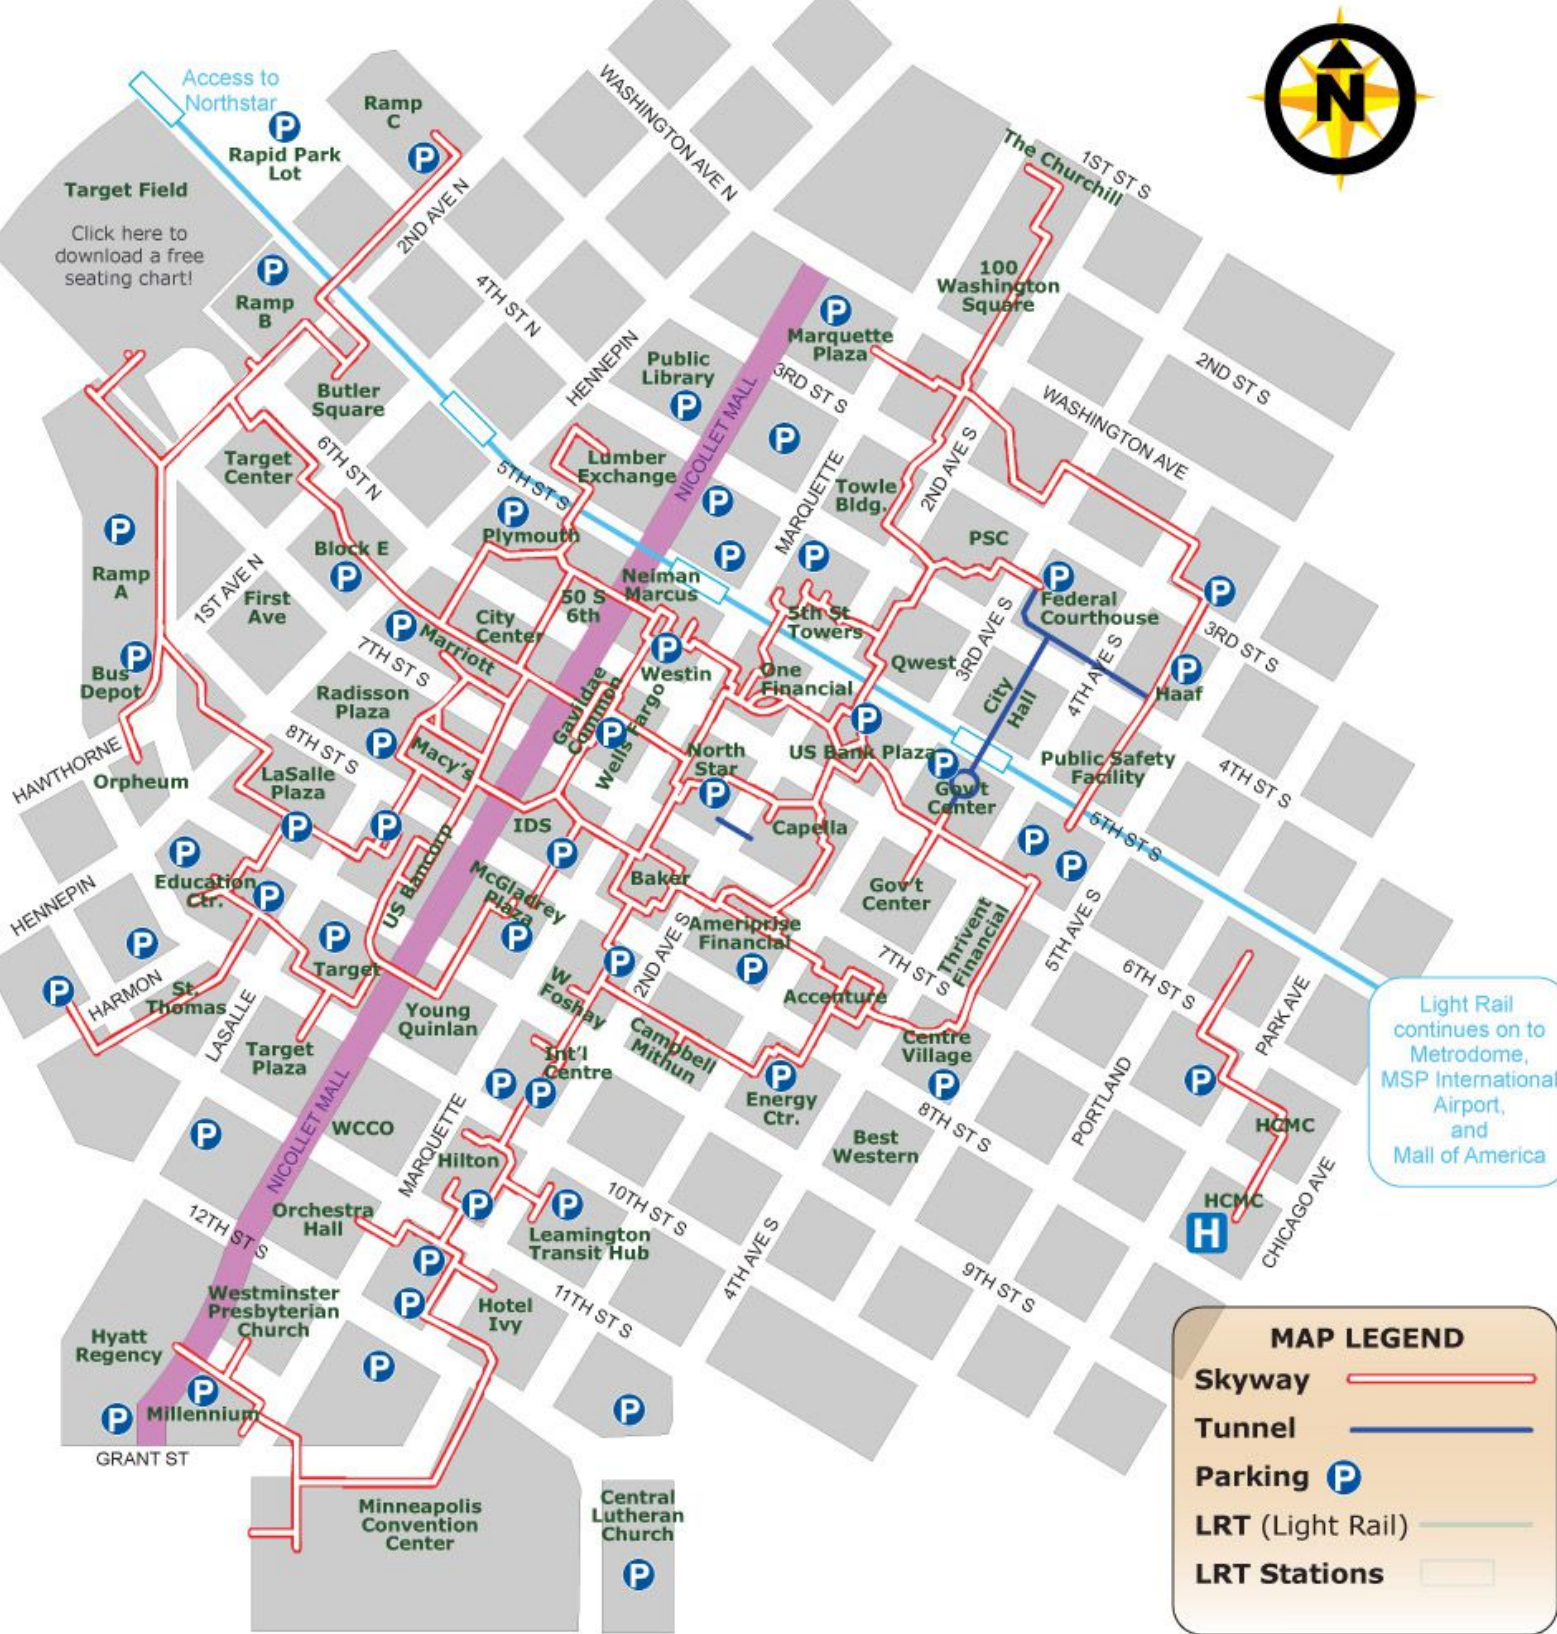 Access to
Northstar
Rapid Park
Lot
Ramp
C
Target Field
Click here to
download a free
seating chart!
Ramp
B
Butler
Square
2ND AVE N
4TH ST N
WASHINGTON AVE N
HENNEPIN
N
The Churchill
1ST ST S
100
Washington
Square
Marquette
Plaza
Public
Library
3RD ST S
NICOLLET MALL
2ND ST S
WASHINGTON AVE
Target
Center
6TH ST N
Lumber
Exchange
5TH ST S
MARQUETTE
Towle
Bldg.
2ND AVE S
Plymouth
PSC
Block E
Ramp
A
1ST AVE N
First
Ave
Neiman
Marcus
50 S
6th
City
Center
5th St
Towers
3RD AVE S
Federal
Courthouse
3RD ST S
Marriott
7TH ST S
Westin
One
Financial
Qwest
City
Hall
4TH AVE S
Haaf
Bus
Depot
Radisson
Plaza
Gavildae
Common
Wells Fargo
North
Star
US Bank Plaza
Public Safety
Facility
4TH ST S
8TH ST S
Macy's
HAWTHORNE
Orpheum
LaSalle
Plaza
Gov't
Center
IDS
Capella
5TH ST S
US Bancorp
McGladrey
Plaza
Baker
Gov't
Center
HENNEPIN
Education
Ctr.
Ameriprise
Financial
2ND AVE S
7TH ST S
Thrivent
Financial
5TH AVE S
6TH ST S
HARMON
St.
Thomas
Target
LASALLE
Young
Quinlan
W
Foshay
Accenture
Centre
Village
PARK AVE
Target
Plaza
Int'l
Centre
Campbell
Mithun
Energy
Ctr.
PORTLAND
Light Rail
continues on to
Metrodome,
MSP International
Airport,
and
Mall of America
NICOLLET MALL
WCCO
MARQUETTE
Best
Western
8TH ST S
HCMC
Hilton
10TH ST S
HCMC
H
CHICAGO AVE
12TH ST S
Orchestra
Hall
Leamington
Transit Hub
4TH AVE S
9TH ST S
Westminster
Presbyterian
Church
Hotel
Ivy
11TH ST S
Hyatt
Regency
Millennium
GRANT ST
Minneapolis
Convention
Center
Central
Lutheran
Church
MAP LEGEND
Skyway
Tunnel
Parking P
LRT (Light Rail)
LRT Stations